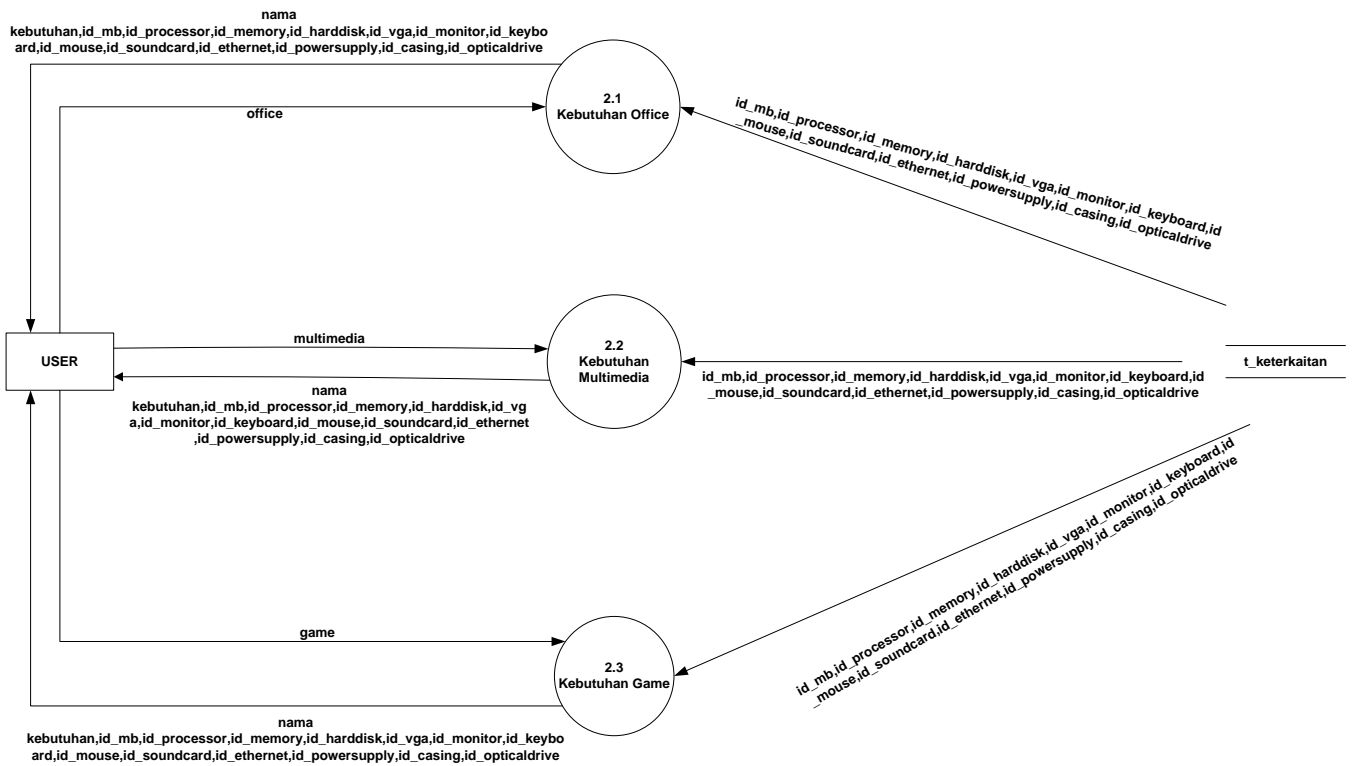 nama
kebutuhan,id_mb,id_processor,id_memory,id_harddisk,id_vga,id_monitor,id_keybo
ard,id_mouse,id_soundcard,id_ethernet,id_powersupply,id_casing,id_opticaldrive
2.1
Kebutuhan Office
office
id_mb,id_processor,id_memory,id_harddisk,id_vga,id_monitor,id_keyboard,id
_mouse,id_soundcard,id_ethernet,id_powersupply,id_casing,id_opticaldrive
USER
multimedia
2.2
Kebutuhan
Multimedia
t_keterkaitan
id_mb,id_processor,id_memory,id_harddisk,id_vga,id_monitor,id_keyboard,id
_mouse,id_soundcard,id_ethernet,id_powersupply,id_casing,id_opticaldrive
nama
kebutuhan,id_mb,id_processor,id_memory,id_harddisk,id_vg
a,id_monitor,id_keyboard,id_mouse,id_soundcard,id_ethernet
,id_powersupply,id_casing,id_opticaldrive
id_mb,id_processor,id_memory,id_harddisk,id_vga,id_monitor,id_keyboard,id
_mouse,id_soundcard,id_ethernet,id_powersupply,id_casing,id_opticaldrive
game
2.3
Kebutuhan Game
nama
kebutuhan,id_mb,id_processor,id_memory,id_harddisk,id_vga,id_monitor,id_keybo
ard,id_mouse,id_soundcard,id_ethernet,id_powersupply,id_casing,id_opticaldrive